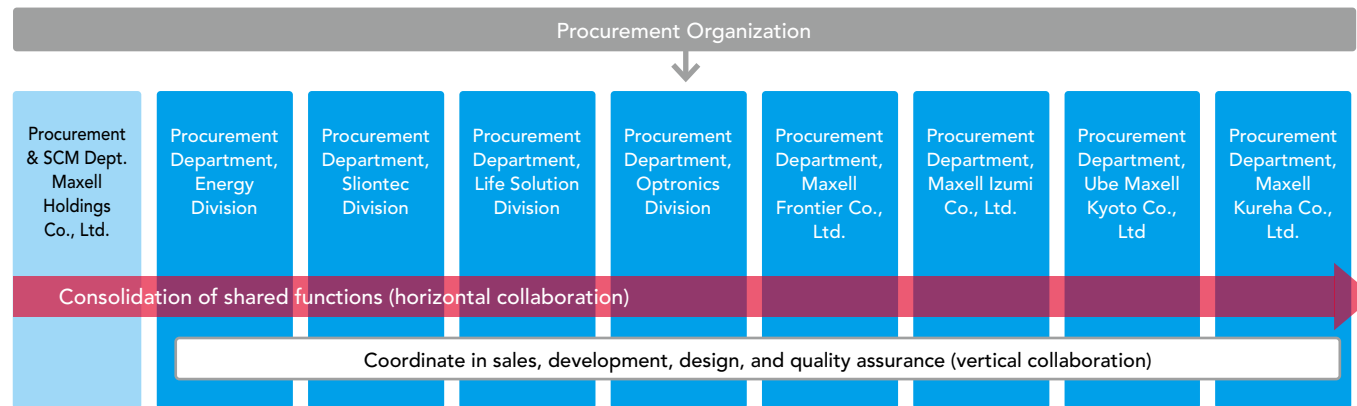 Procurement Organization
Procurement
& SCM Dept.
Maxell
Holdings
Co., Ltd.
Procurement
Department,
Energy
Division
Procurement
Department,
Sliontec
Division
Procurement
Department,
Life Solution
Division
Procurement
Department,
Optronics
Division
Procurement
Department,
Maxell
Frontier Co.,
Ltd.
Procurement
Department,
Maxell Izumi
Co., Ltd.
Procurement
Department,
Ube Maxell
Kyoto Co.,
Ltd
Procurement
Department,
Maxell
Kureha Co.,
Ltd.
Consolidation of shared functions (horizontal collaboration)
Coordinate in sales, development, design, and quality assurance (vertical collaboration)